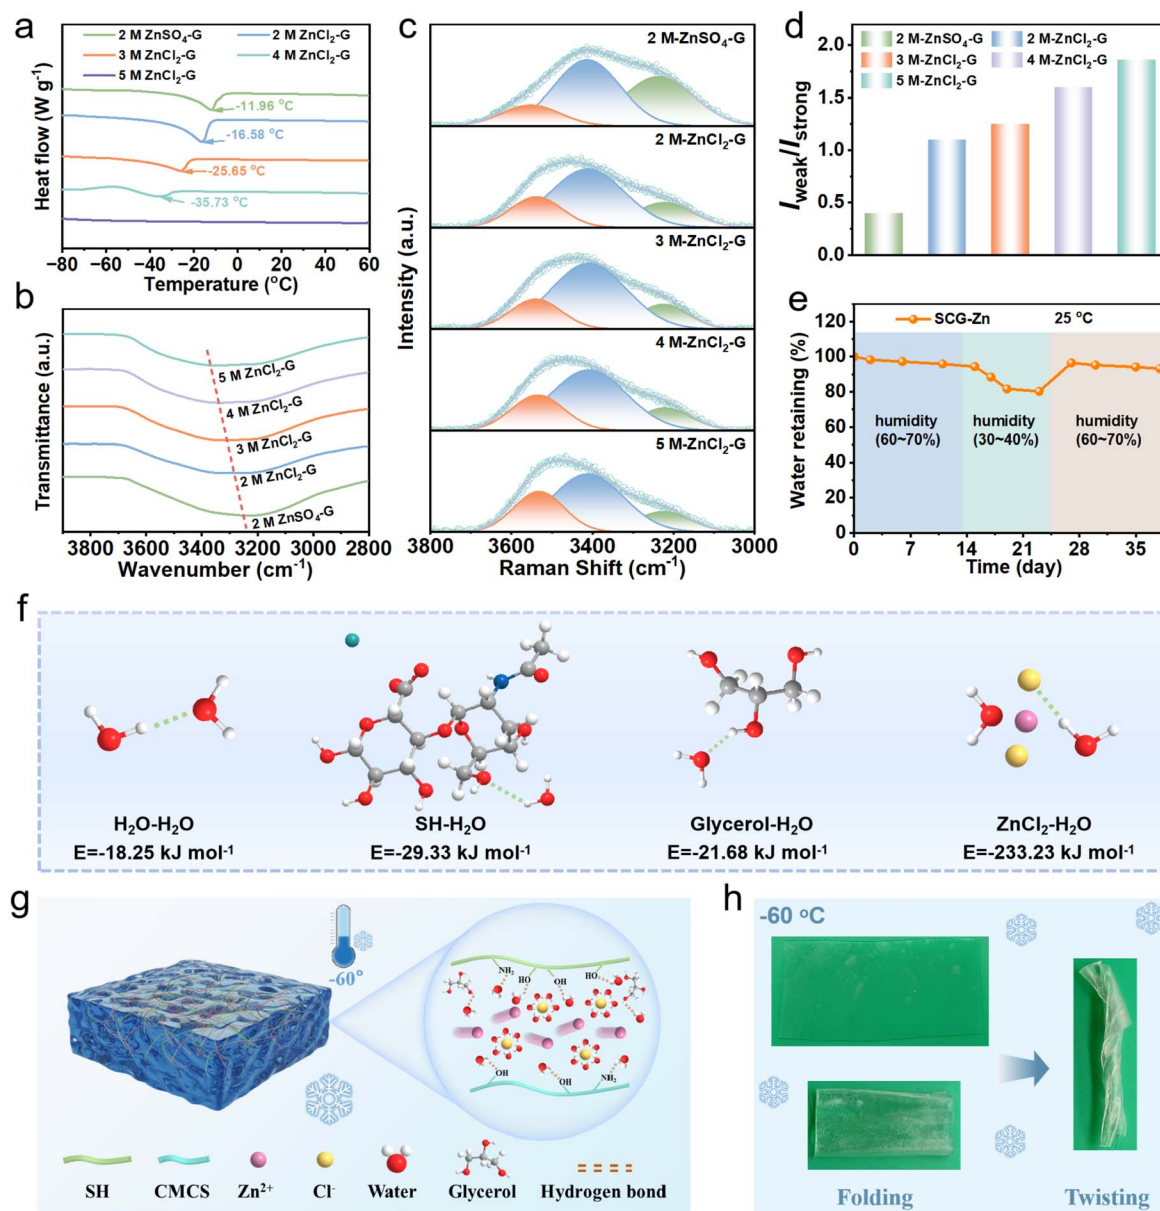 a
2 M ZnSO₄-G
2 M ZnCl₂-G
3 M ZnCl₂-G
4 M ZnCl₂-G
5 M ZnCl₂-G
Heat flow (W g⁻¹)
-11.96 °C
-16.58 °C
-25.65 °C
-35.73 °C
-80 -60 -40 -20 0 20 40 60
Temperature (°C)
b
Transmittance (a.u.)
5 M ZnCl₂-G
4 M ZnCl₂-G
3 M ZnCl₂-G
2 M ZnCl₂-G
2 M ZnSO₄-G
3800 3600 3400 3200 3000 2800
Wavenumber (cm⁻¹)
c
Intensity (a.u.)
2 M-ZnSO₄-G
2 M-ZnCl₂-G
3 M-ZnCl₂-G
4 M-ZnCl₂-G
5 M-ZnCl₂-G
3800 3600 3400 3200 3000
Raman Shift (cm⁻¹)
d
I weak/I strong
2.0
1.5
1.0
0.5
0.0
2 M-ZnSO₄-G
2 M-ZnCl₂-G
3 M-ZnCl₂-G
4 M-ZnCl₂-G
5 M-ZnCl₂-G
e
Water retaining (%)
120
100
80
60
40
20
0
SCG-Zn
25 °C
humidity
(60~70%)
humidity
(30~40%)
humidity
(60~70%)
0 7 14 21 28 35
Time (day)
f
H₂O-H₂O
E=-18.25 kJ mol⁻¹
SH-H₂O
E=-29.33 kJ mol⁻¹
Glycerol-H₂O
E=-21.68 kJ mol⁻¹
ZnCl₂-H₂O
E=-233.23 kJ mol⁻¹
g
-60°
NH₂
HO
OH
HO
OH
OH
NH₂
SH
CMCS
Zn²⁺
Cl⁻
Water
Glycerol
Hydrogen bond
h
-60 °C
Folding
Twisting